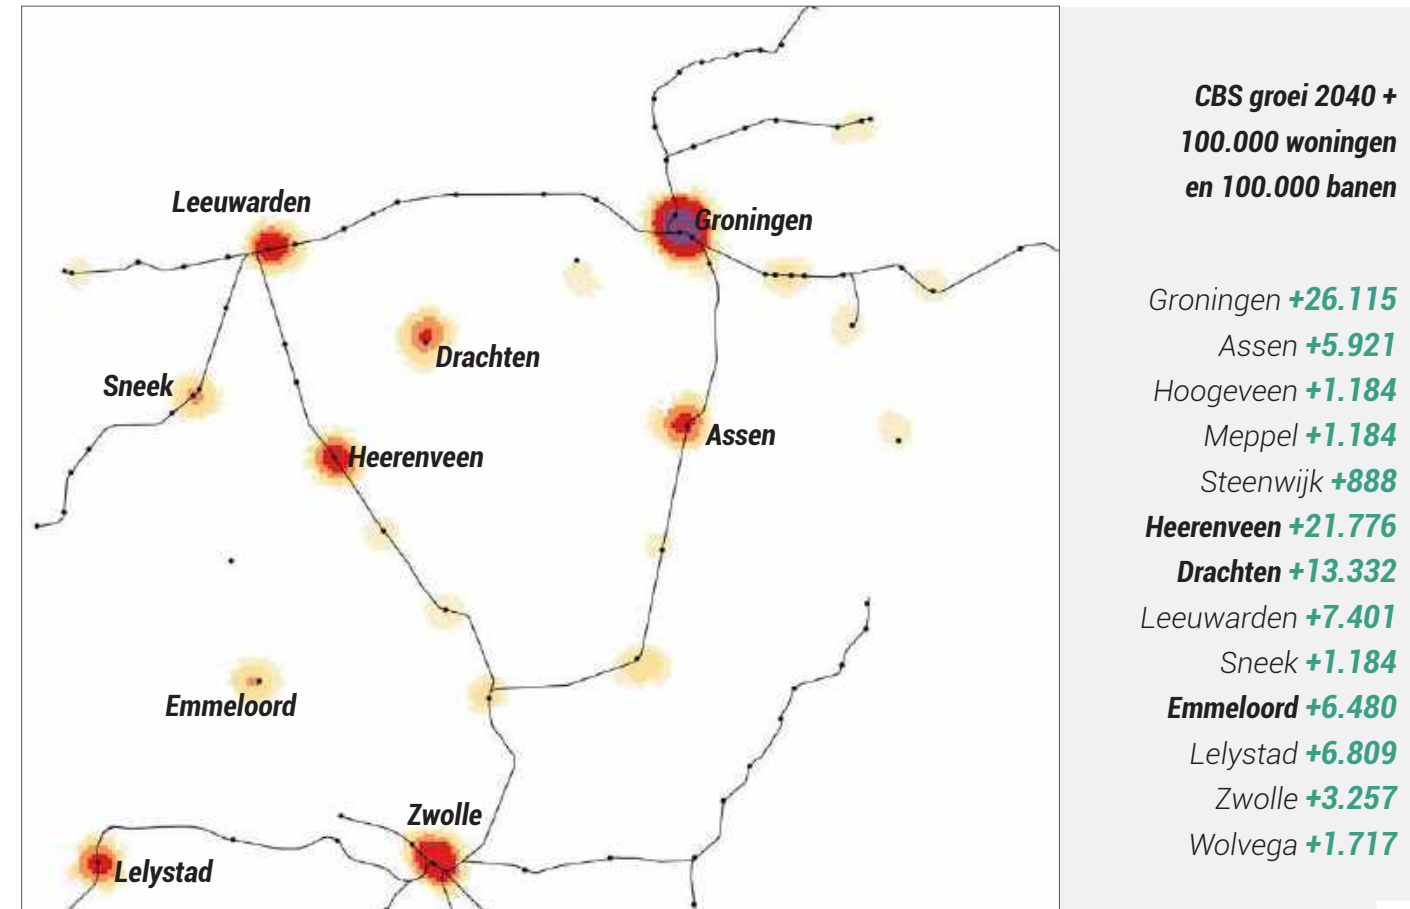 Leeuwarden
Groningen
Drachten
Sneek
Assen
Heerenveen
Emmeloord
Zwolle
Lelystad
CBS groei 2040 +
100.000 woningen
en 100.000 banen
Groningen +26.115
Assen +5.921
Hoogeveen +1.184
Meppel +1.184
Steenwijk +888
Heerenveen +21.776
Drachten +13.332
Leeuwarden +7.401
Sneek +1.184
Emmeloord +6.480
Lelystad +6.809
Zwolle +3.257
Wolvega +1.717